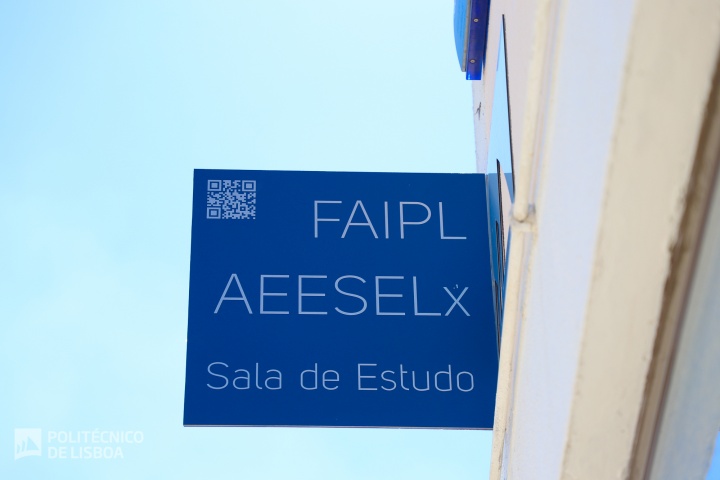 FAIPL
AEESELx
Sala de Estudo
POLITÉCNICO
DE LISBOA